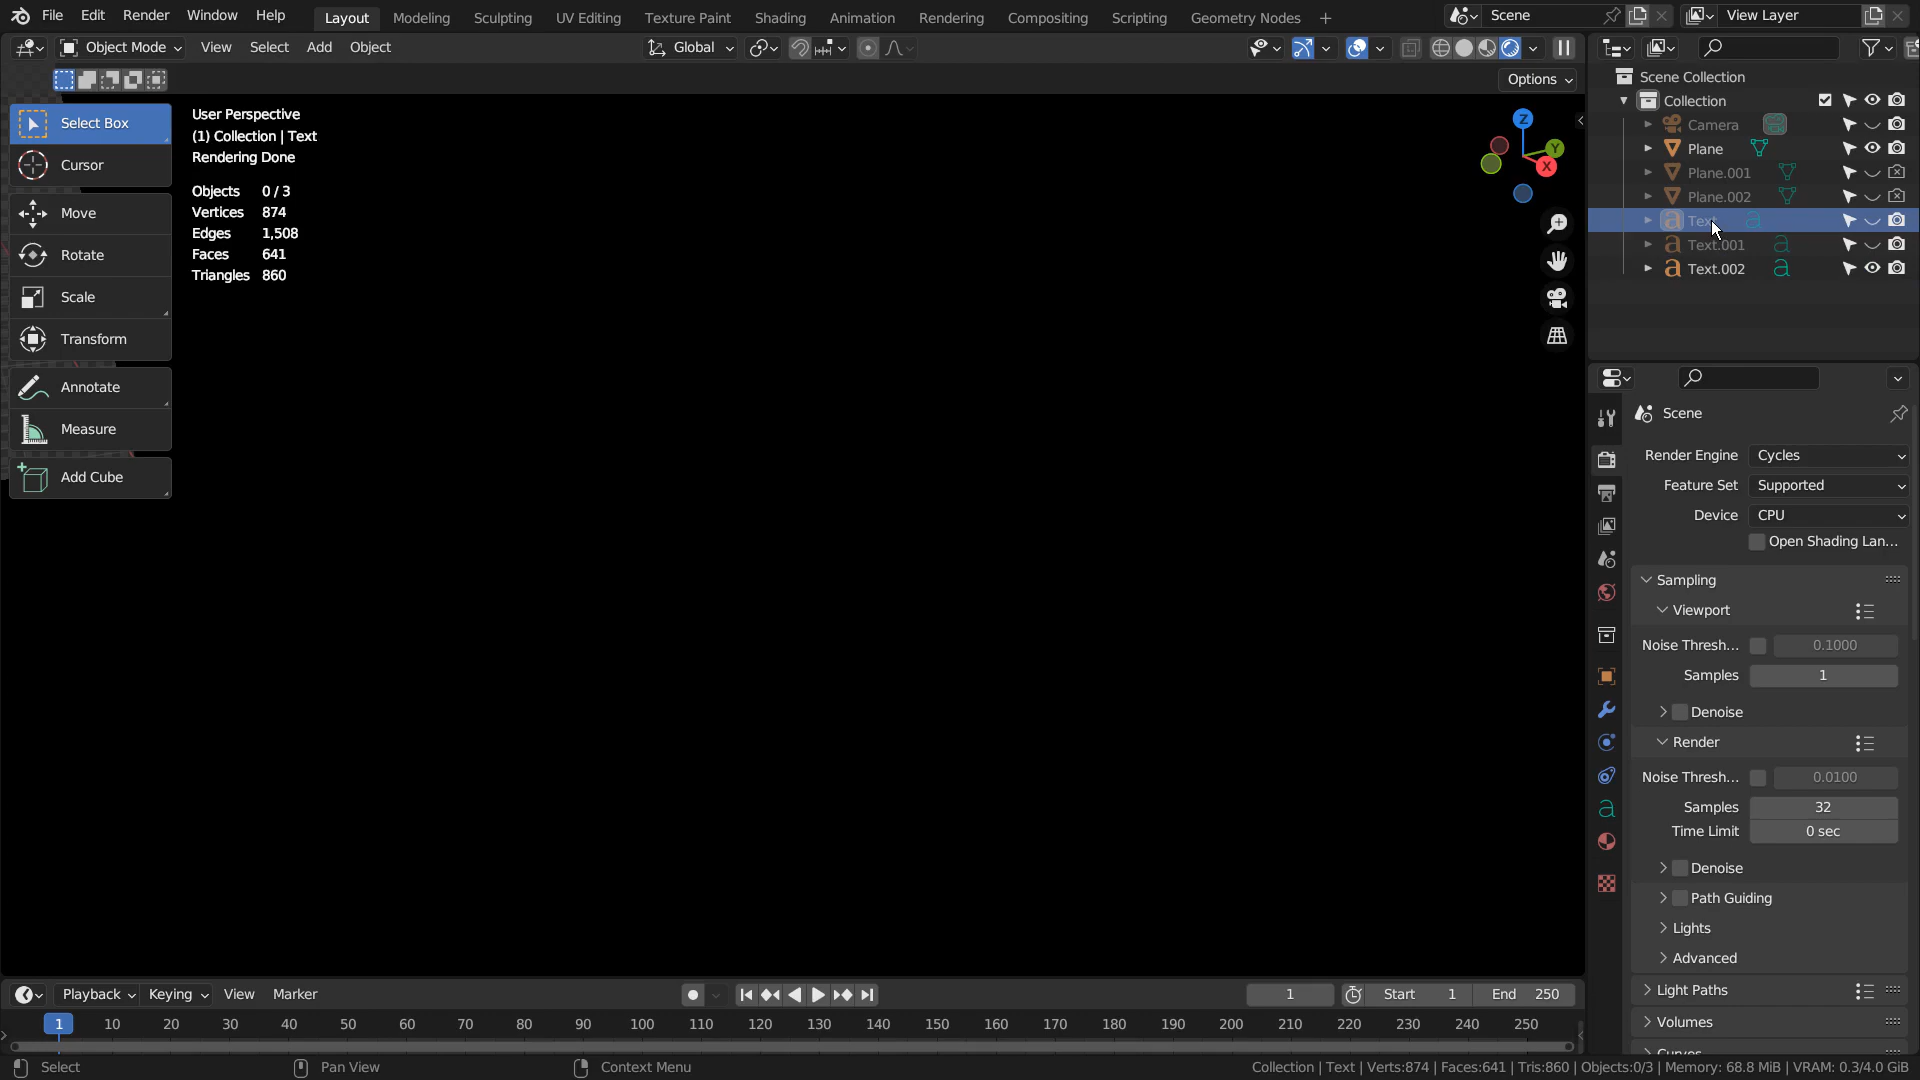 File Edit Render Window Help
Layout Modeling Sculpting UV Editing Texture Paint Shading Animation Rendering Compositing Scripting Geometry Nodes +
Scene
View Layer
Object Mode View Select Add Object
Global
Options
Select Box
Cursor
Move
Rotate
Scale
Transform
Annotate
Measure
Add Cube
User Perspective
(1) Collection | Text
Rendering Done
Objects 0 / 3
Vertices 874
Edges 1,508
Faces 641
Triangles 860
Z
Y
X
Scene Collection
Collection
Camera
Plane
Plane.001
Plane.002
Text
Text.001
Text.002
Scene
Render Engine Cycles
Feature Set Supported
Device CPU
Open Shading Lan...
Sampling
Viewport
Noise Thresh... 0.1000
Samples 1
Denoise
Render
Noise Thresh... 0.0100
Samples 32
Time Limit 0 sec
Denoise
Path Guiding
Lights
Advanced
Light Paths
Volumes
Curves
Playback Keying View Marker
1 Start 1 End 250
1 10 20 30 40 50 60 70 80 90 100 110 120 130 140 150 160 170 180 190 200 210 220 230 240 250
Select Pan View Context Menu
Collection | Text | Verts:874 | Faces:641 | Tris:860 | Objects:0/3 | Memory: 68.8 MiB | VRAM: 0.3/4.0 GiB